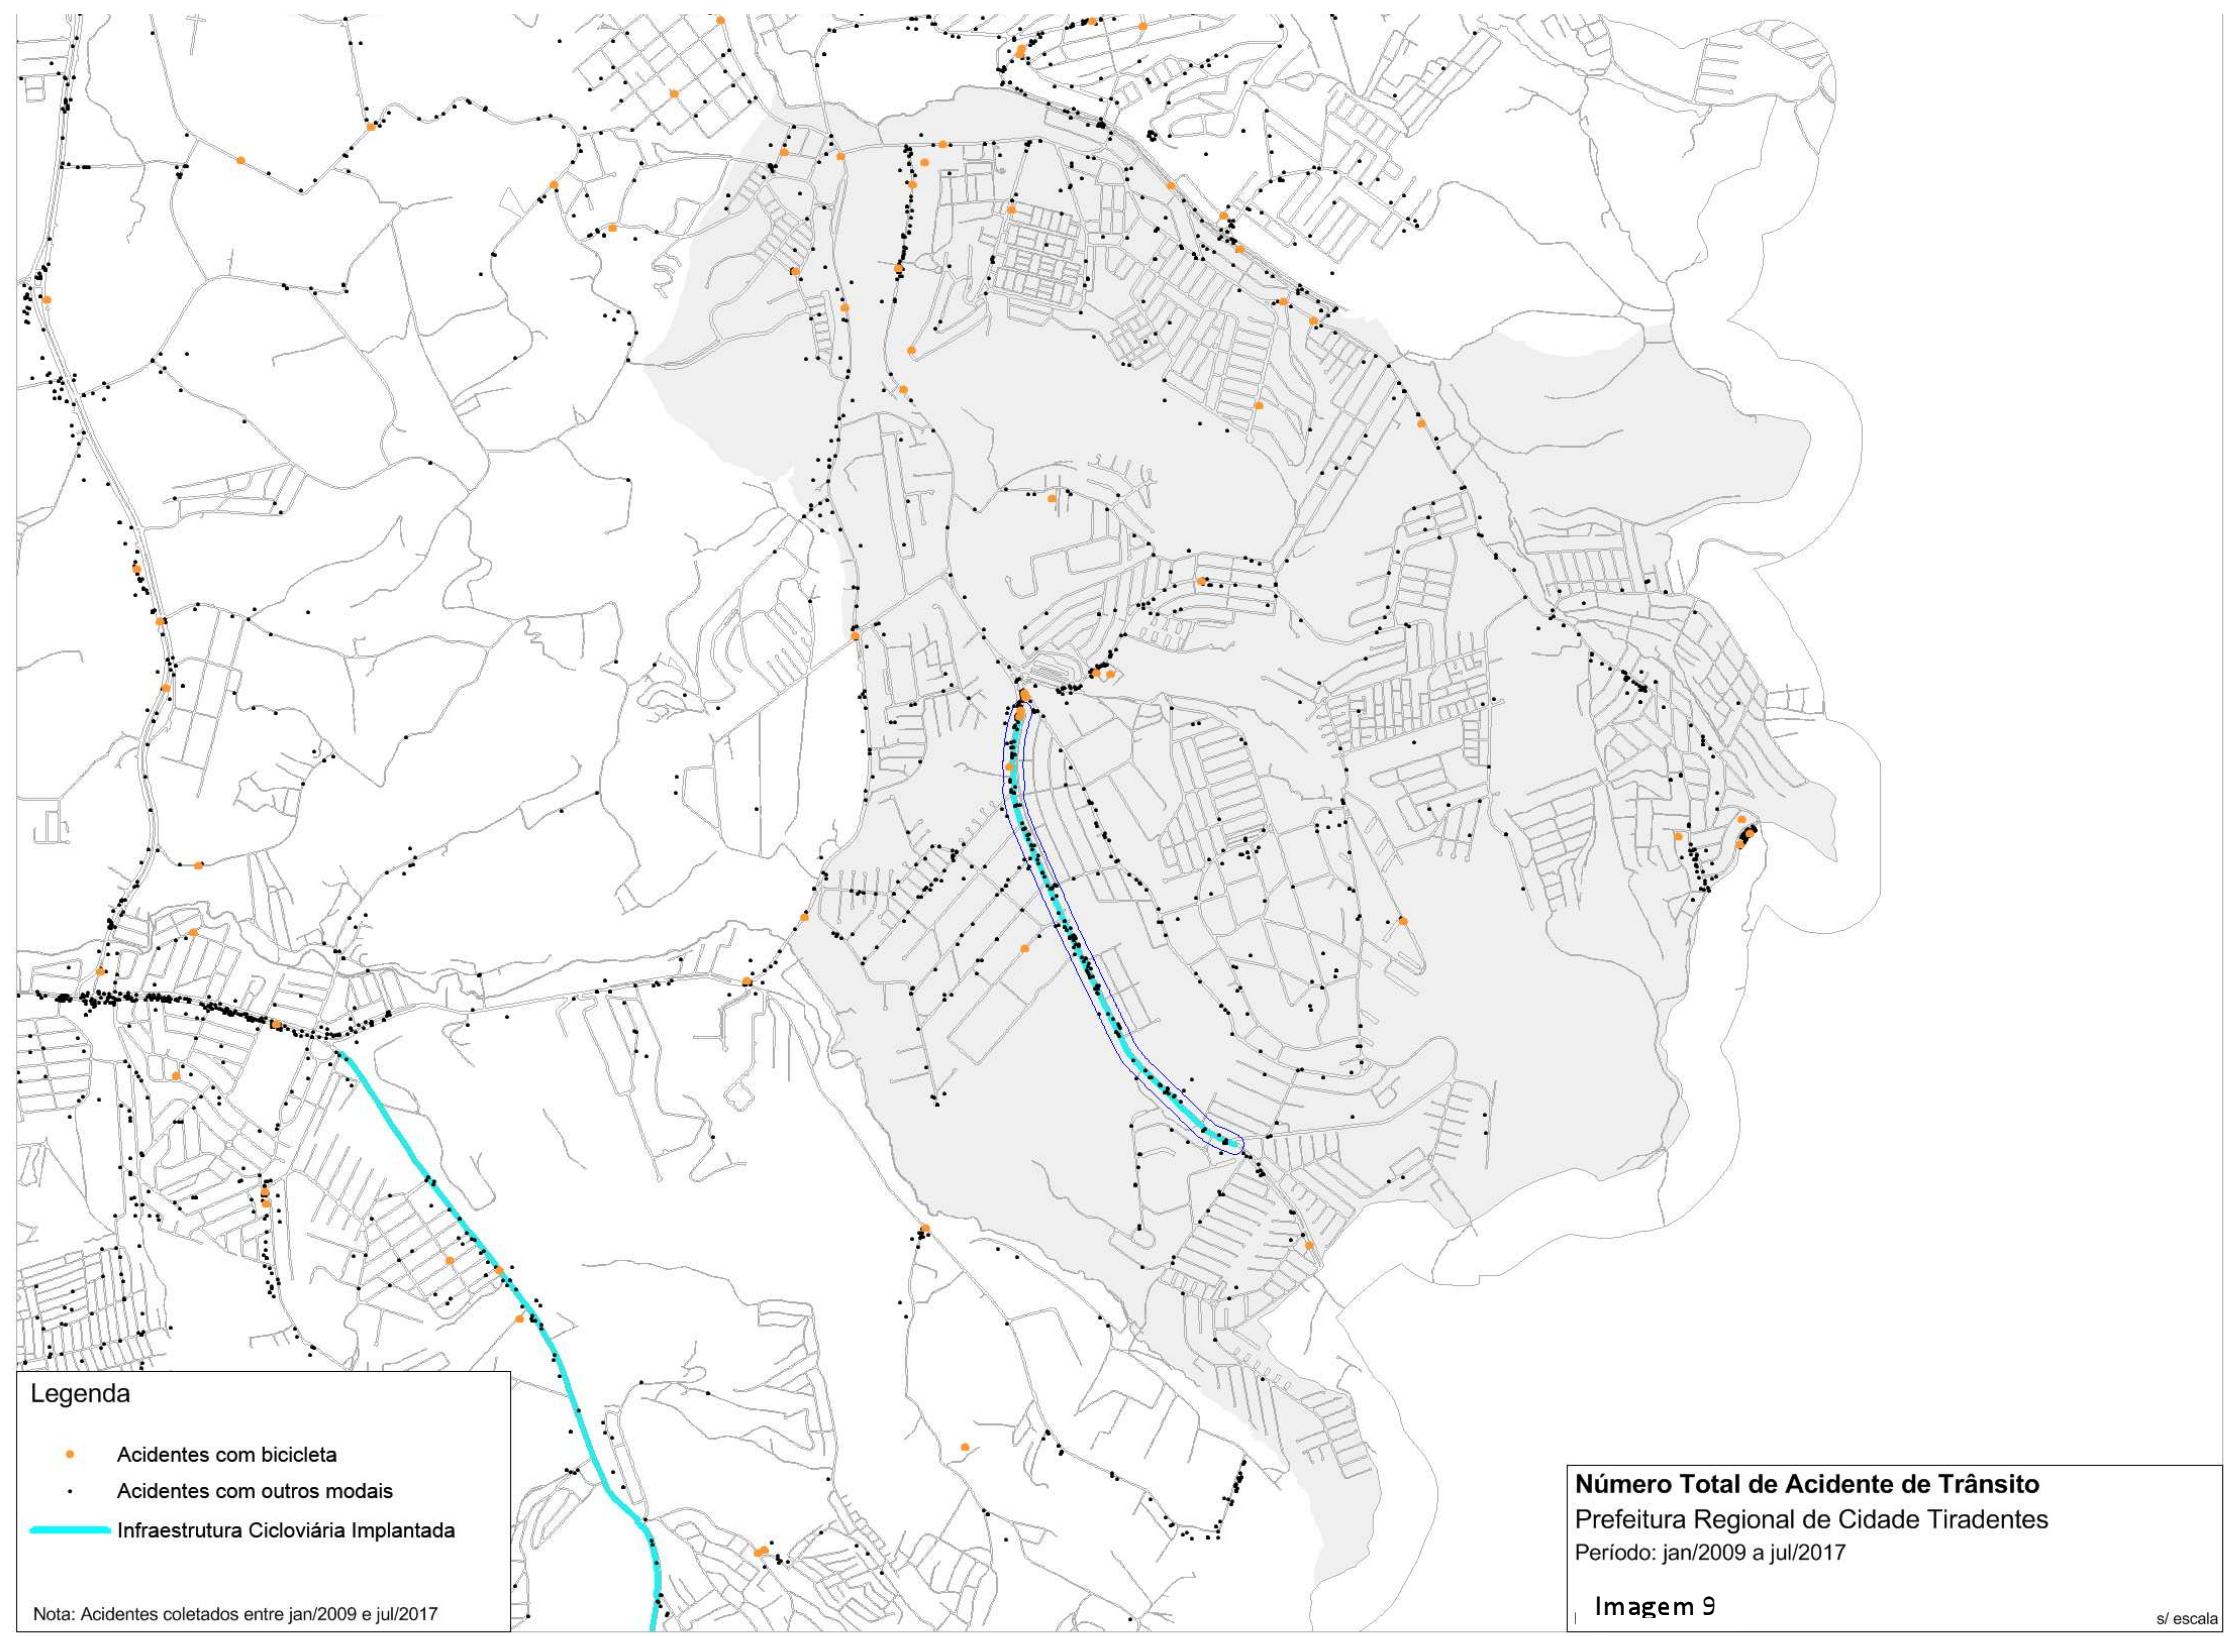 Legenda
Acidentes com bicicleta
Acidentes com outros modais
Infraestrutura Cicloviária Implantada
Nota: Acidentes coletados entre jan/2009 e jul/2017
Número Total de Acidente de Trânsito
Prefeitura Regional de Cidade Tiradentes
Período: jan/2009 a jul/2017
Imagem 9
s/ escala